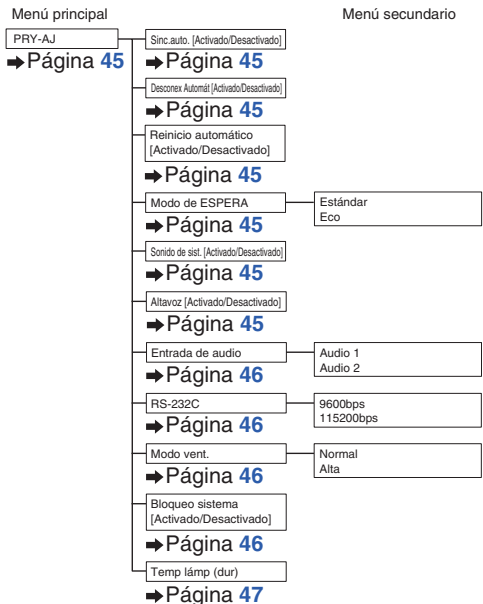 Menú principal
Menú secundario
PRY-AJ
➡Página 45
Sinc.auto. [Activado/Desactivado]
➡Página 45
Desconex Automát [Activado/Desactivado]
➡Página 45
Reinicio automático
[Activado/Desactivado]
➡Página 45
Modo de ESPERA
Estándar
Eco
➡Página 45
Sonido de sist. [Activado/Desactivado]
➡Página 45
Altavoz [Activado/Desactivado]
➡Página 45
Entrada de audio
Audio 1
Audio 2
➡Página 46
RS-232C
9600bps
115200bps
➡Página 46
Modo vent.
Normal
Alta
➡Página 46
Bloqueo sistema
[Activado/Desactivado]
➡Página 46
Temp lámp (dur)
➡Página 47